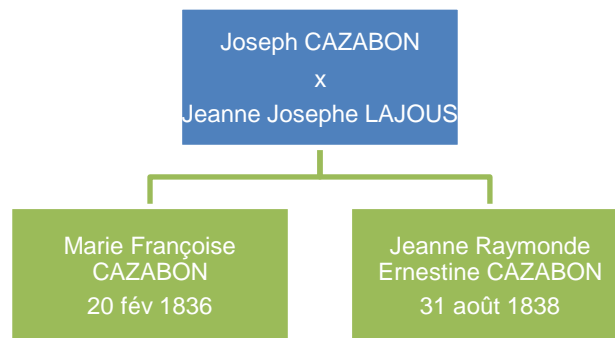 Joseph CAZABON
x
Jeanne Josephe LAJOUS
Marie Françoise
CAZABON
20 fév 1836
Jeanne Raymonde
Ernestine CAZABON
31 août 1838